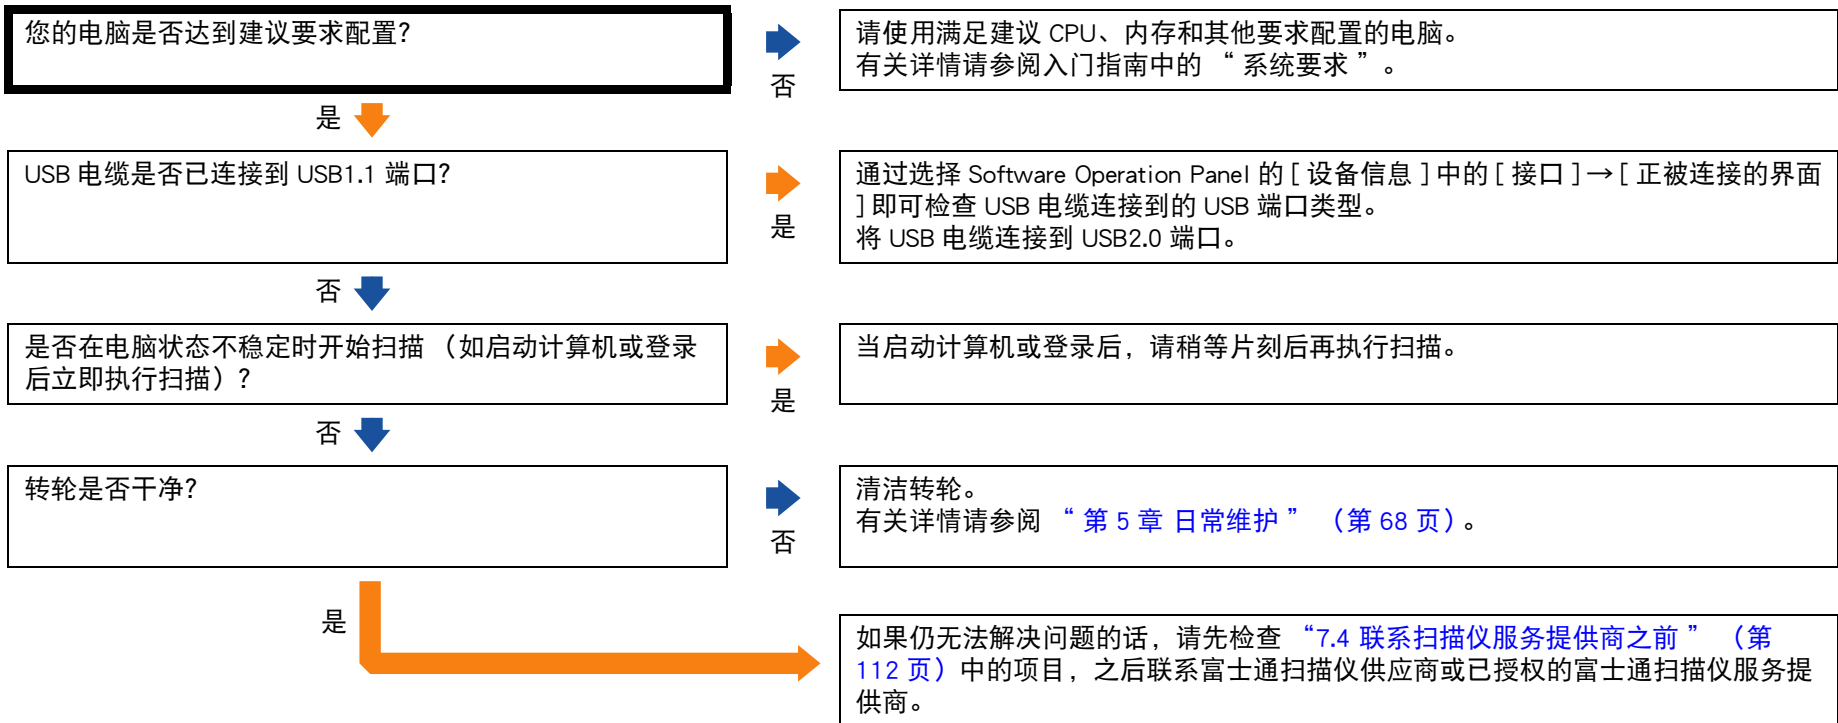 您的电脑是否达到建议要求配置？
否
请使用满足建议 CPU、内存和其他要求配置的电脑。
有关详情请参阅入门指南中的 “ 系统要求 ” 。
是
USB 电缆是否已连接到 USB1.1 端口？
是
通过选择 Software Operation Panel 的 [ 设备信息 ] 中的 [ 接口 ] → [ 正被连接的界面
] 即可检查 USB 电缆连接到的 USB 端口类型。
将 USB 电缆连接到 USB2.0 端口。
否
是否在电脑状态不稳定时开始扫描 （如启动计算机或登录
后立即执行扫描）？
是
当启动计算机或登录后，请稍等片刻后再执行扫描。
否
转轮是否干净？
否
清洁转轮。
有关详情请参阅 “ 第 5 章 日常维护 ” （第 68 页）。
是
如果仍无法解决问题的话，请先检查 “7.4 联系扫描仪服务提供商之前 ” （第
112 页）中的项目，之后联系富士通扫描仪供应商或已授权的富士通扫描仪服务提
供商。